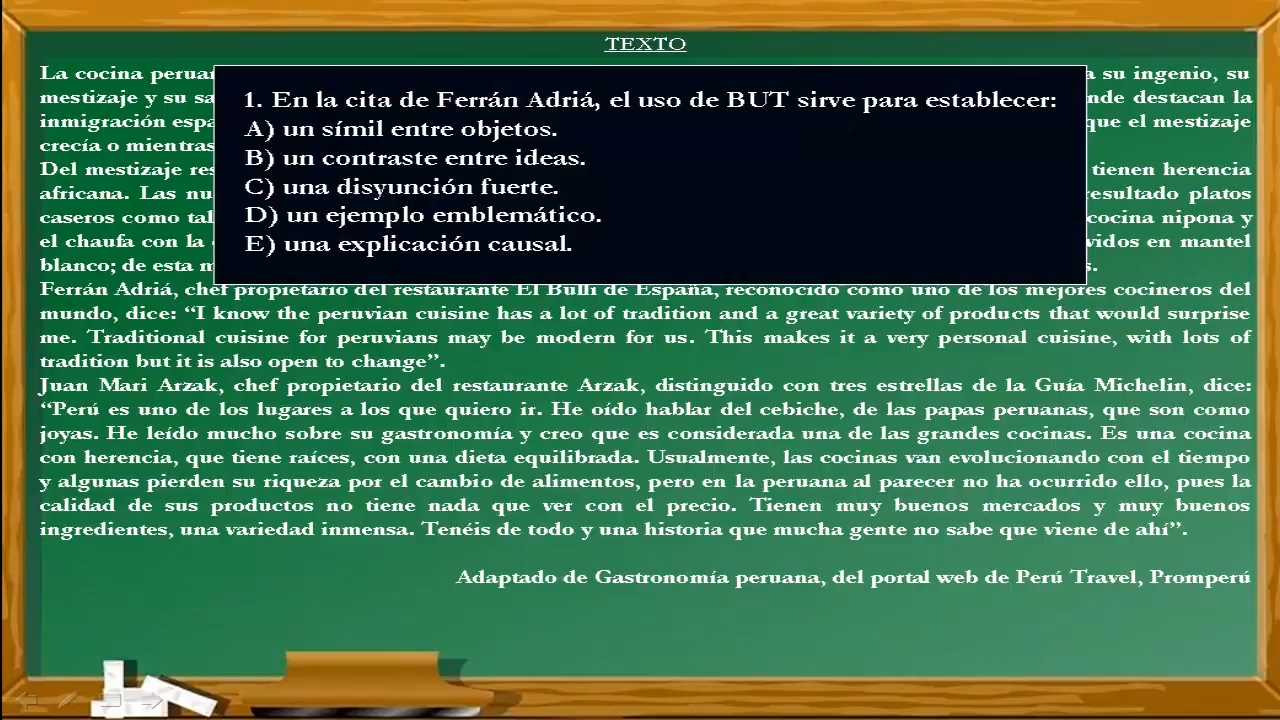 TEXTO
La cocina peruan
a su ingenio, su
1. En la cita de Ferrán Adriá, el uso de BUT sirve para establecer:
mestizaje y su sa
nde destacan la
A) un símil entre objetos.
inmigración espa
que el mestizaje
crecía o mientras
B) un contraste entre ideas.
Del mestizaje res
tienen herencia
C) una disyunción fuerte.
africana. Las nu
resultado platos
D) un ejemplo emblemático.
caseros como tal
cocina nipona y
E) una explicación causal.
el chaufa con la
vidos en mantel
blanco; de esta m
s.
Ferrán Adriá, chef propietario del restaurante El Bulli de España, reconocido como uno de los mejores cocineros del
mundo, dice: “I know the peruvian cuisine has a lot of tradition and a great variety of products that would surprise
me. Traditional cuisine for peruvians may be modern for us. This makes it a very personal cuisine, with lots of
tradition but it is also open to change”.
Juan Mari Arzak, chef propietario del restaurante Arzak, distinguido con tres estrellas de la Guía Michelin, dice:
“Perú es uno de los lugares a los que quiero ir. He oído hablar del cebiche, de las papas peruanas, que son como
joyas. He leído mucho sobre su gastronomía y creo que es considerada una de las grandes cocinas. Es una cocina
con herencia, que tiene raíces, con una dieta equilibrada. Usualmente, las cocinas van evolucionando con el tiempo
y algunas pierden su riqueza por el cambio de alimentos, pero en la peruana al parecer no ha ocurrido ello, pues la
calidad de sus productos no tiene nada que ver con el precio. Tienen muy buenos mercados y muy buenos
ingredientes, una variedad inmensa. Tenéis de todo y una historia que mucha gente no sabe que viene de ahí”.
Adaptado de Gastronomía peruana, del portal web de Perú Travel, Promperú